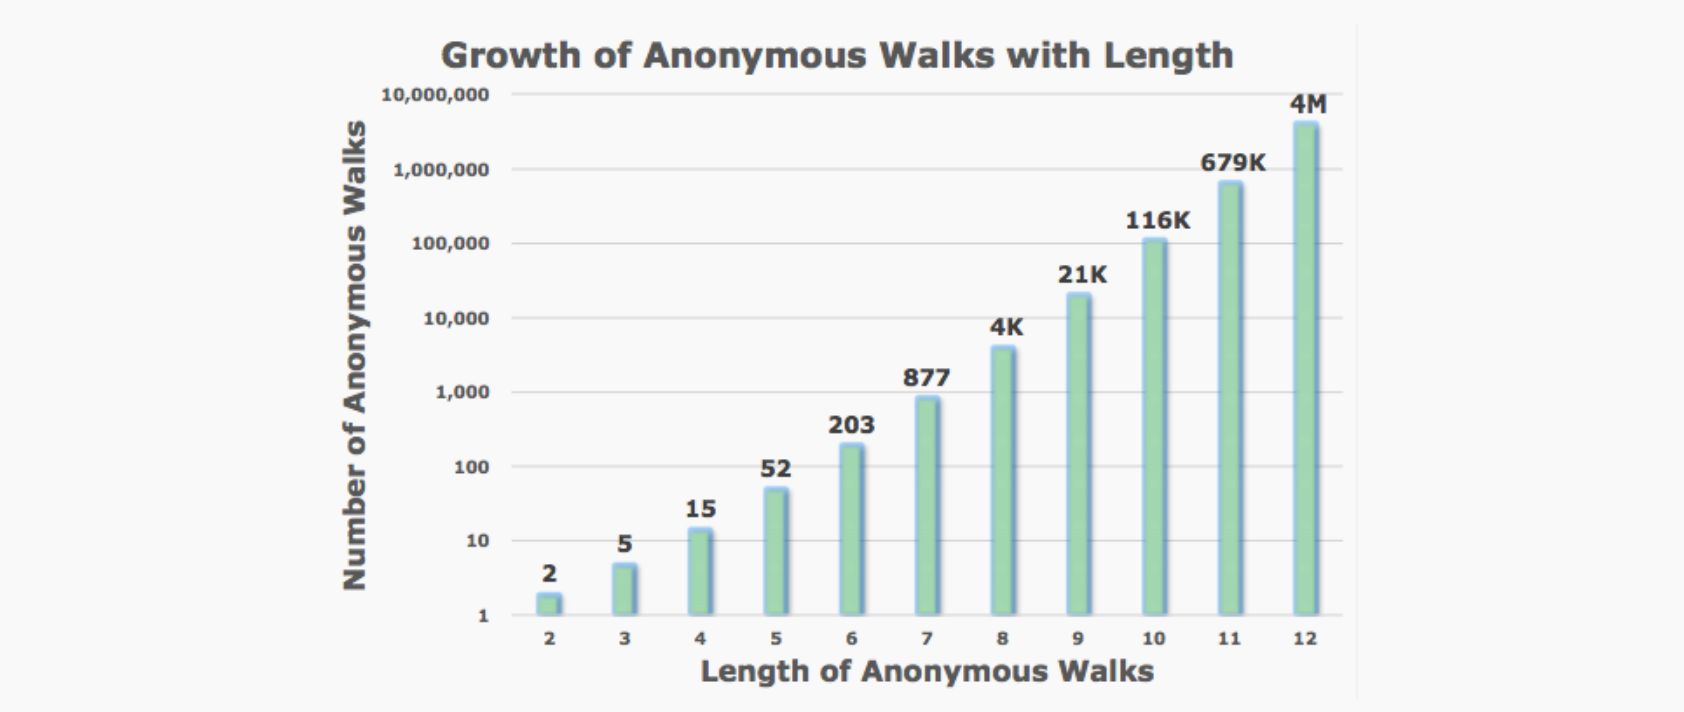 Growth of Anonymous Walks with Length
Number of Anonymous Walks
10,000,000
1,000,000
100,000
10,000
1,000
100
10
1
2
5
15
52
203
877
4K
21K
116K
679K
4M
2 3 4 5 6 7 8 9 10 11 12
Length of Anonymous Walks